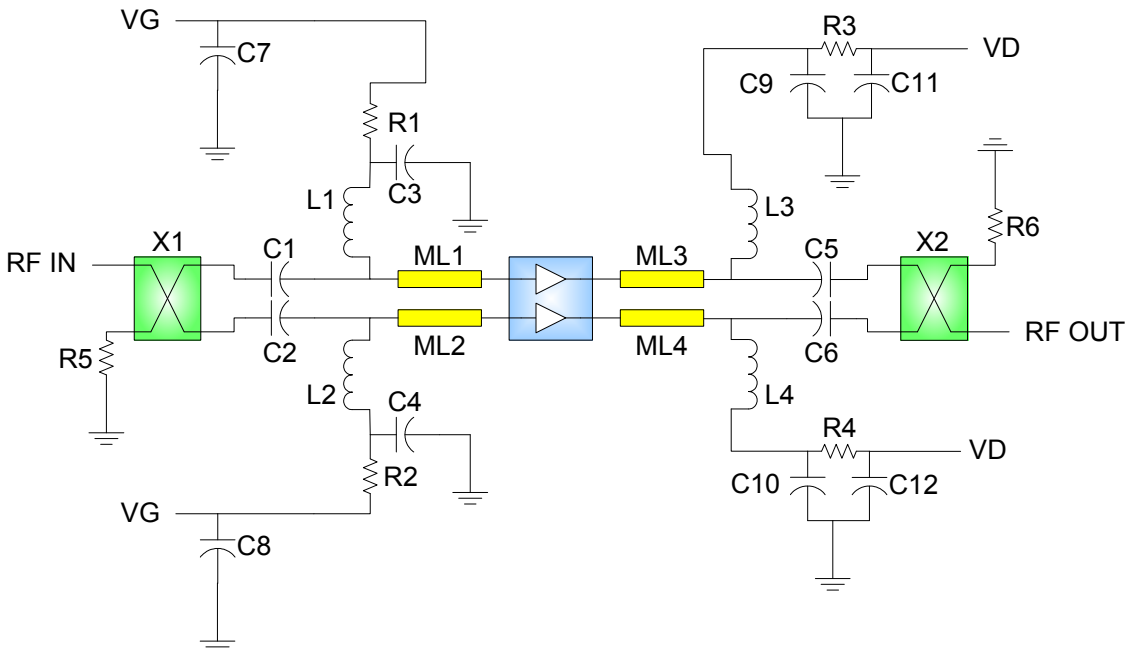 VG
C7
R3
VD
C9
C11
R1
C3
L1
L3
R6
RF IN
X1
C1
ML1
ML3
C5
X2
R5
C2
ML2
ML4
C6
RF OUT
L2
C4
L4
R2
R4
VD
C10
C12
VG
C8